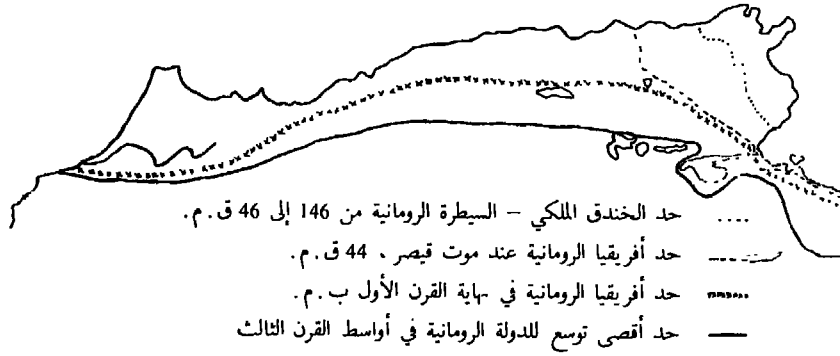 حد الخندق الملكي – السيطرة الرومانية من 146 إلى 46 ق.م.
حد أفريقيا الرومانية عند موت قيصر ، 44 ق.م.
حد أفريقيا الرومانية في نهاية القرن الأول ب.م.
حد أقصى توسع للدولة الرومانية في أواسط القرن الثالث